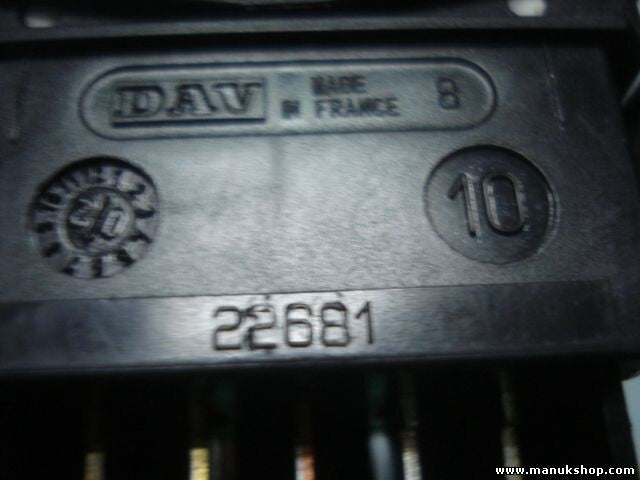 DAV MADE
IN FRANCE 8
10
22681
www.manukshop.com